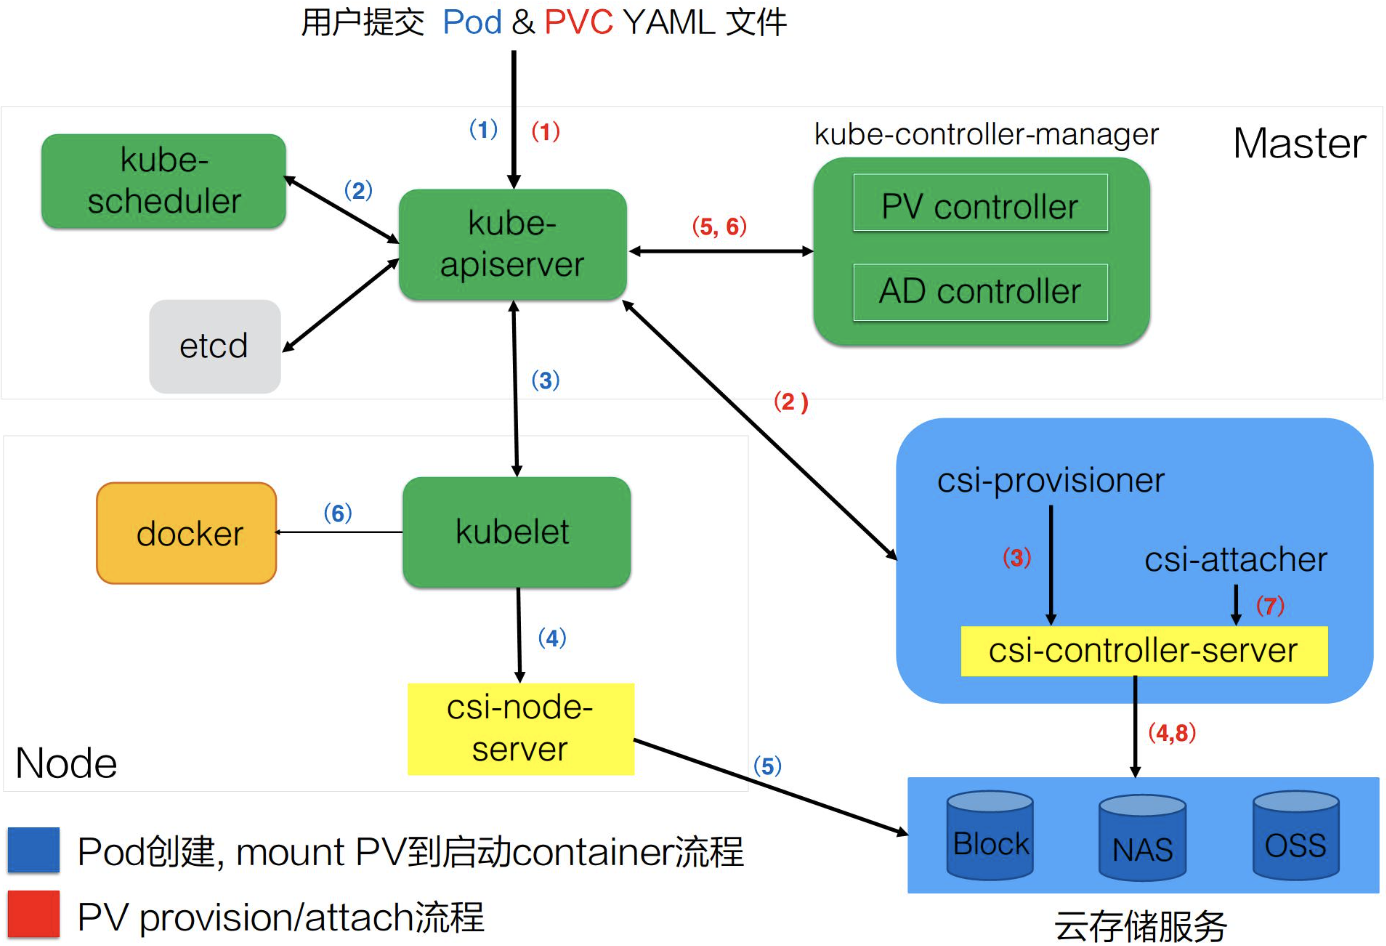 用户提交 Pod & PVC YAML 文件
(1)
(1)
kube-controller-manager
Master
kube-
scheduler
(2)
kube-
apiserver
(5, 6)
PV controller
AD controller
etcd
(3)
(2 )
csi-provisioner
docker
(6)
kubelet
(3)
csi-attacher
(7)
(4)
csi-controller-server
csi-node-
server
(4,8)
Node
(5)
Block
NAS
OSS
Pod创建, mount PV到启动container流程
PV provision/attach流程
云存储服务